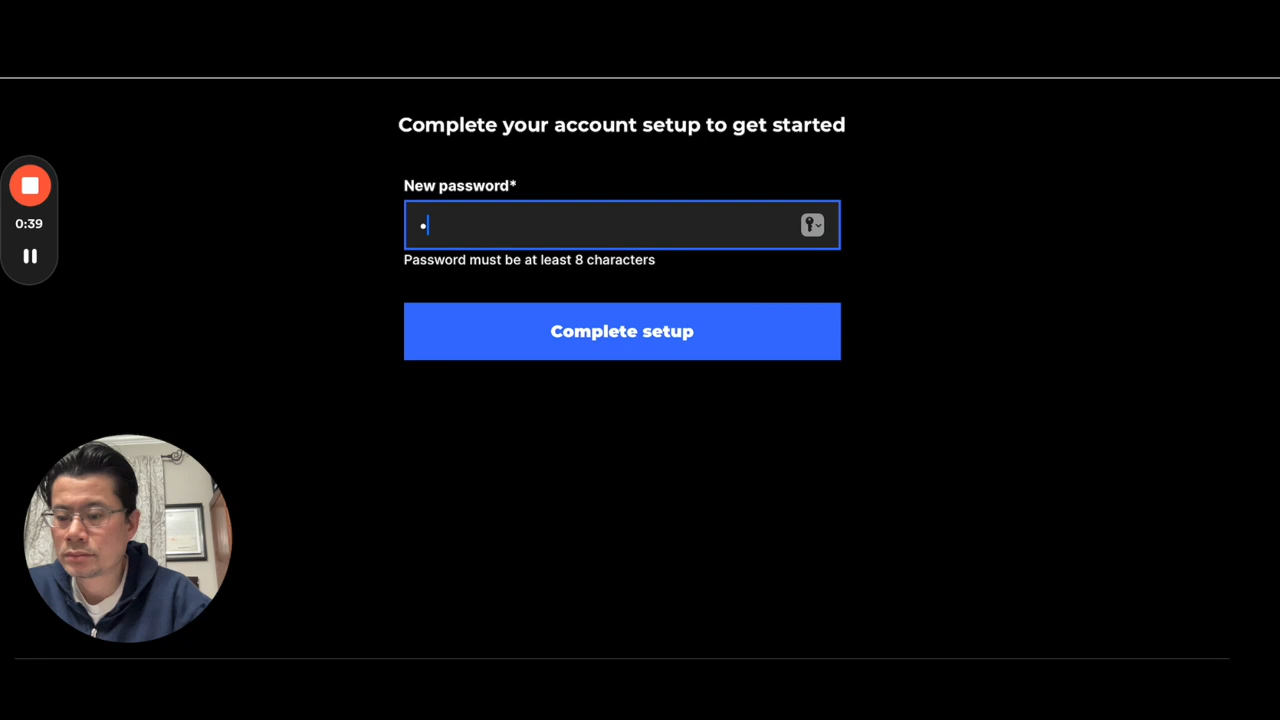 Complete your account setup to get started
New password*
0:39
Password must be at least 8 characters
Complete setup